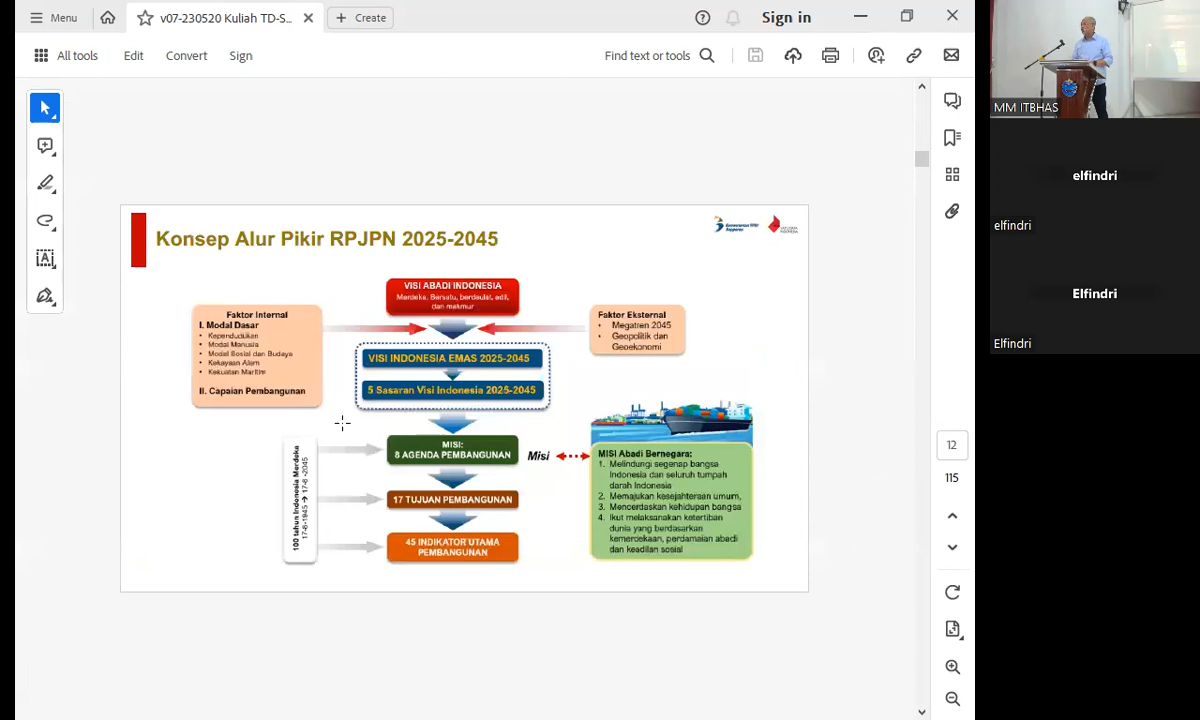 Menu
v07-230520 Kuliah TD-S...
Create
Sign in
All tools
Edit
Convert
Sign
Find text or tools
Konsep Alur Pikir RPJPN 2025-2045
VISI ABADI INDONESIA
Merdeka, Bersatu, berdaulat, adil,
dan makmur
Faktor Internal
I. Modal Dasar
• Kependudukan
• Modal Manusia
• Modal Sosial dan Budaya
• Kekayaan Alam
• Kekuatan Maritim
II. Capaian Pembangunan
Faktor Eksternal
• Megatren 2045
• Geopolitik dan
Geoekonomi
VISI INDONESIA EMAS 2025-2045
5 Sasaran Visi Indonesia 2025-2045
MISI:
8 AGENDA PEMBANGUNAN
Misi
17 TUJUAN PEMBANGUNAN
45 INDIKATOR UTAMA
PEMBANGUNAN
100 tahun Indonesia Merdeka
17-8-1945 → 17-8-2045
MISI Abadi Bernegara:
1. Melindungi segenap bangsa
Indonesia dan seluruh tumpah
darah Indonesia
2. Memajukan kesejahteraan umum,
3. Mencerdaskan kehidupan bangsa
4. Ikut melaksanakan ketertiban
dunia yang berdasarkan
kemerdekaan, perdamaian abadi
dan keadilan sosial
12
115
MM ITBHAS
elfindri
elfindri
Elfindri
Elfindri